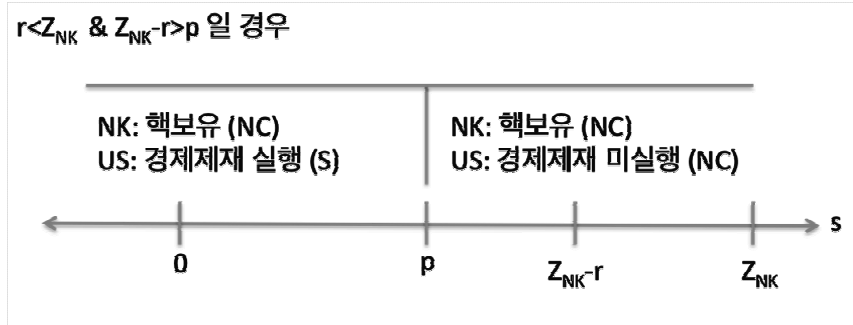 r<Z_NK & Z_NK-r>p 일 경우
NK: 핵보유 (NC)
US: 경제제재 실행 (S)
NK: 핵보유 (NC)
US: 경제제재 미실행 (NC)
s
0
p
Z_NK-r
Z_NK